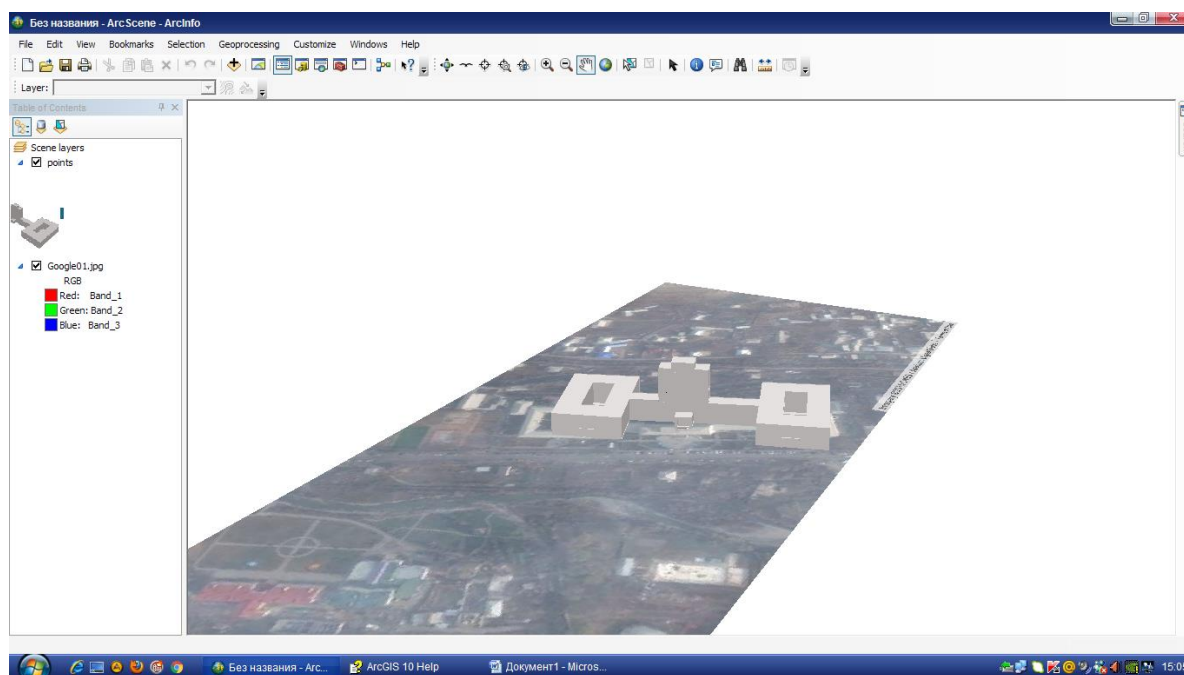 Без названия - ArcScene - ArcInfo
File Edit View Bookmarks Selection Geoprocessing Customize Windows Help
Layer:
Table of Contents
Scene layers
points
Google01.jpg
RGB
Red: Band_1
Green: Band_2
Blue: Band_3
Без названия - Arc... ArcGIS 10 Help Документ1 - Micros... 15:05